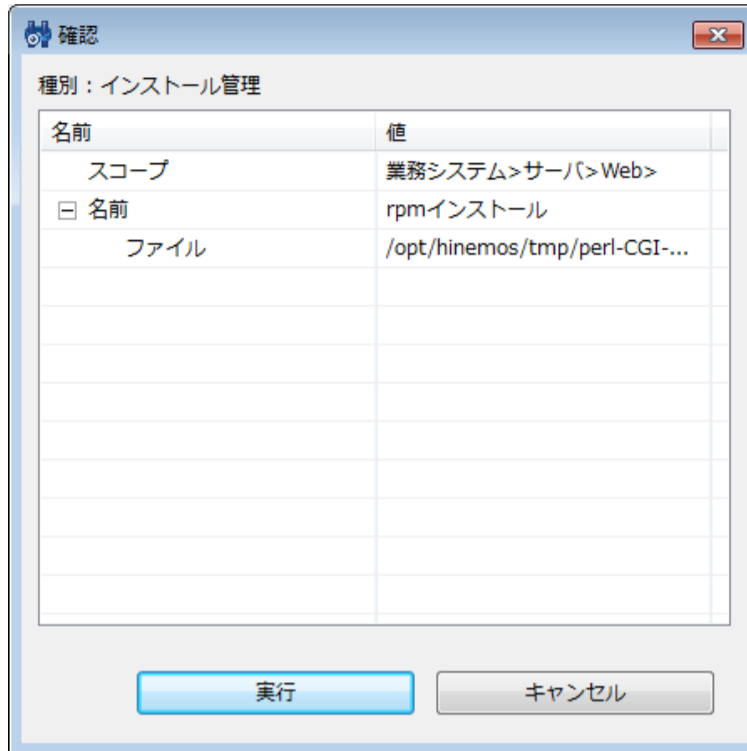 確認
種別：インストール管理
名前 値
スコープ 業務システム>サーバ>Web>
名前 rpmインストール
ファイル /opt/hinemos/tmp/perl-CGI-...
実行 キャンセル